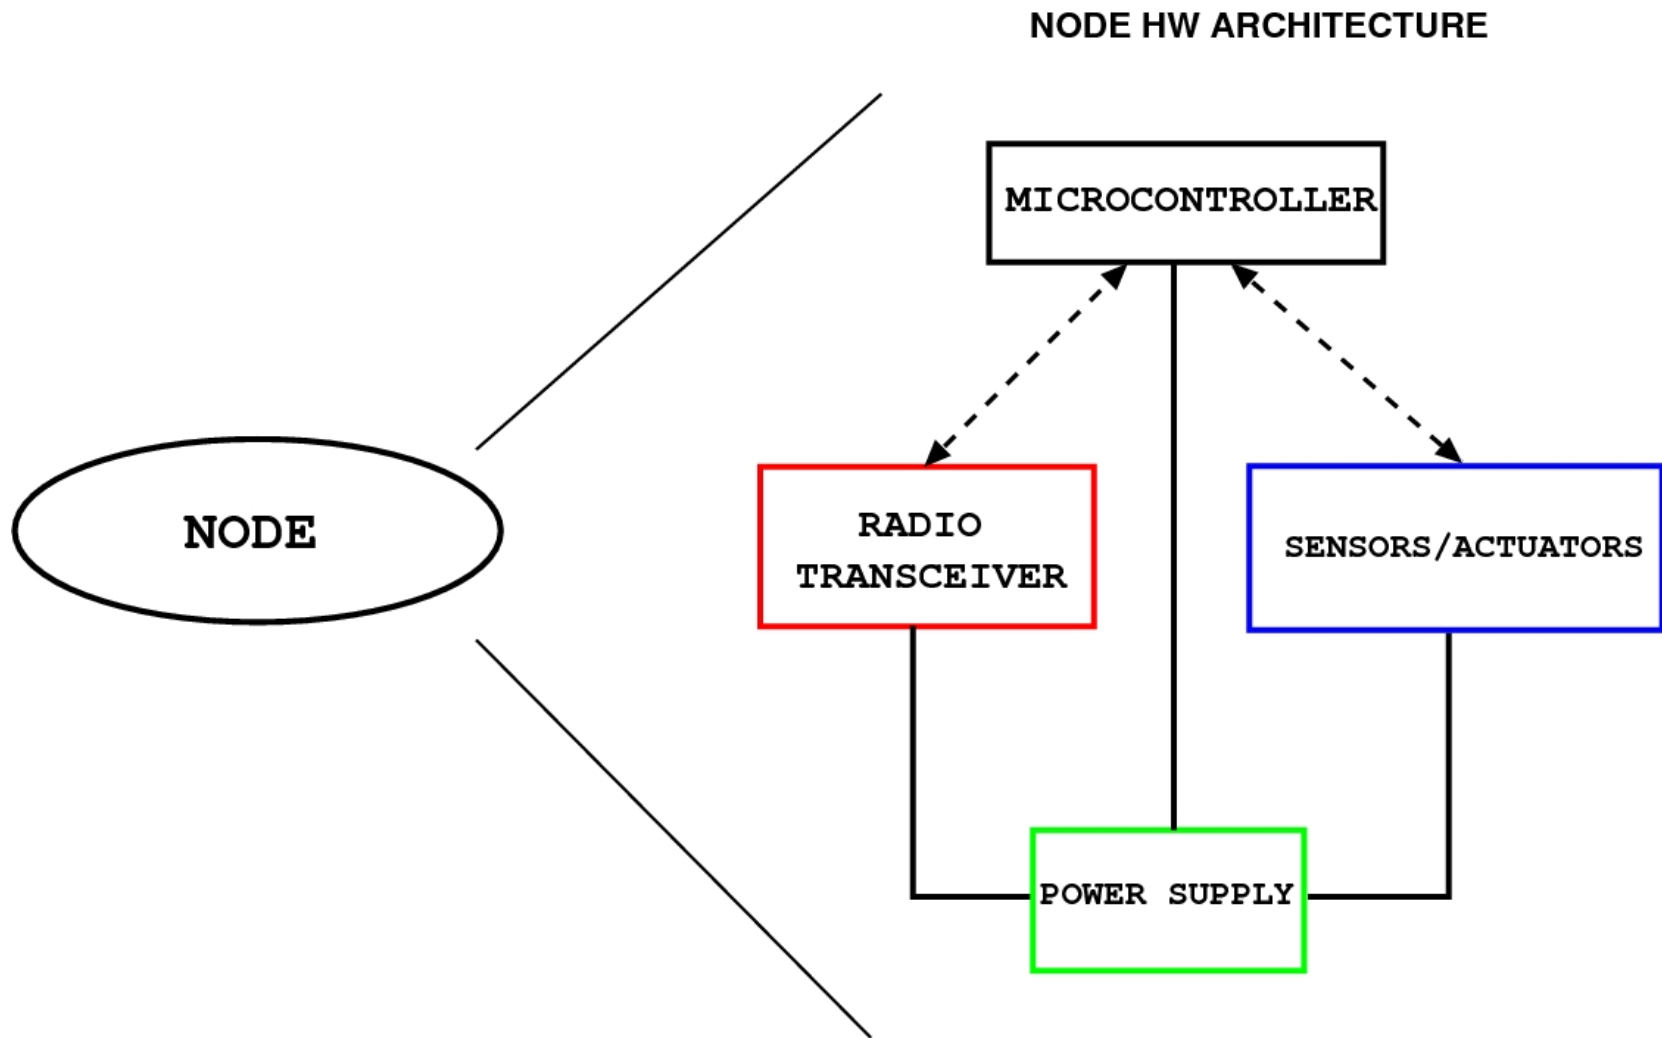 NODE HW ARCHITECTURE
MICROCONTROLLER
NODE
RADIO
TRANSCEIVER
SENSORS/ACTUATORS
POWER SUPPLY